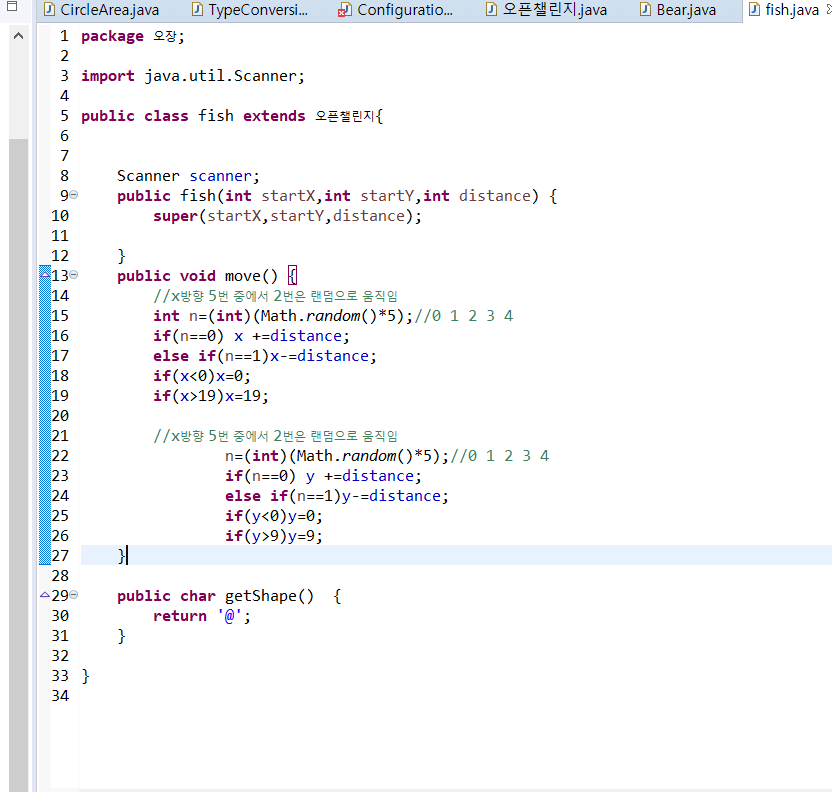 CircleArea.java TypeConversi... Configuratio... 오픈챌린지.java Bear.java fish.java
1 package 오장;
2
3 import java.util.Scanner;
4
5 public class fish extends 오픈챌린지{
6
7
8 Scanner scanner;
9 public fish(int startX,int startY,int distance) {
10 super(startX,startY,distance);
11
12 }
13 public void move() {
14 //x방향 5번 중에서 2번은 랜덤으로 움직임
15 int n=(int)(Math.random()*5);//0 1 2 3 4
16 if(n==0) x +=distance;
17 else if(n==1)x-=distance;
18 if(x<0)x=0;
19 if(x>19)x=19;
20
21 //x방향 5번 중에서 2번은 랜덤으로 움직임
22 n=(int)(Math.random()*5);//0 1 2 3 4
23 if(n==0) y +=distance;
24 else if(n==1)y-=distance;
25 if(y<0)y=0;
26 if(y>9)y=9;
27 }
28
29 public char getShape() {
30 return '@';
31 }
32
33 }
34